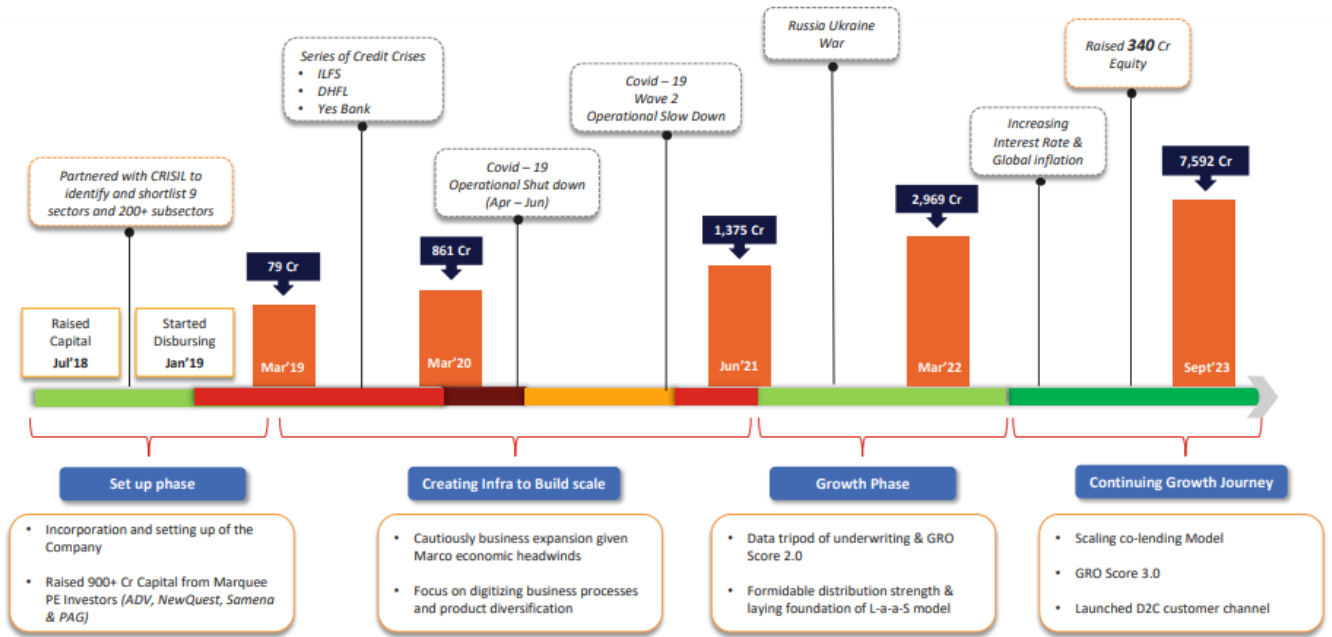 Partnered with CRISIL to
identify and shortlist 9
sectors and 200+ subsectors
Series of Credit Crises
• ILFS
• DHFL
• Yes Bank
Covid – 19
Operational Shut down
(Apr – Jun)
Covid – 19
Wave 2
Operational Slow Down
Russia Ukraine
War
Increasing
Interest Rate &
Global inflation
Raised 340 Cr
Equity
Raised
Capital
Jul'18
Started
Disbursing
Jan'19
79 Cr
Mar'19
861 Cr
Mar'20
1,375 Cr
Jun'21
2,969 Cr
Mar'22
7,592 Cr
Sept'23
Set up phase
• Incorporation and setting up of the
Company
• Raised 900+ Cr Capital from Marquee
PE Investors (ADV, NewQuest, Samena
& PAG)
Creating Infra to Build scale
• Cautiously business expansion given
Marco economic headwinds
• Focus on digitizing business processes
and product diversification
Growth Phase
• Data tripod of underwriting & GRO
Score 2.0
• Formidable distribution strength &
laying foundation of L-a-a-S model
Continuing Growth Journey
• Scaling co-lending Model
• GRO Score 3.0
• Launched D2C customer channel